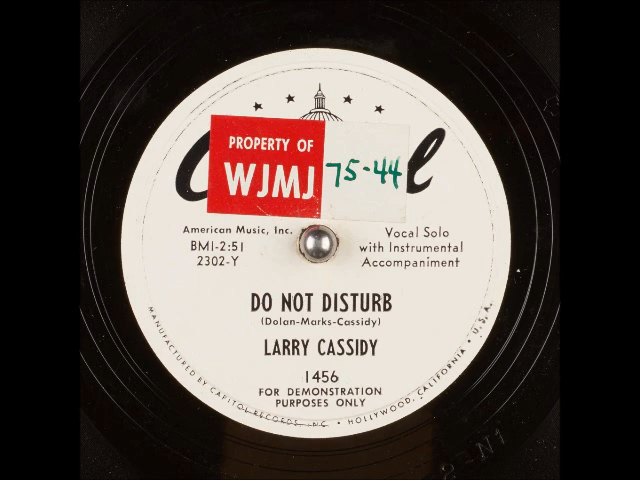 PROPERTY OF
WJMJ
75-44
American Music, Inc.
BMI-2:51
2302-Y
Vocal Solo
with Instrumental
Accompaniment
DO NOT DISTURB
(Dolan-Marks-Cassidy)
LARRY CASSIDY
1456
FOR DEMONSTRATION
PURPOSES ONLY
MANUFACTURED BY CAPITOL RECORDS, INC. • HOLLYWOOD, CALIFORNIA • U.S.A.